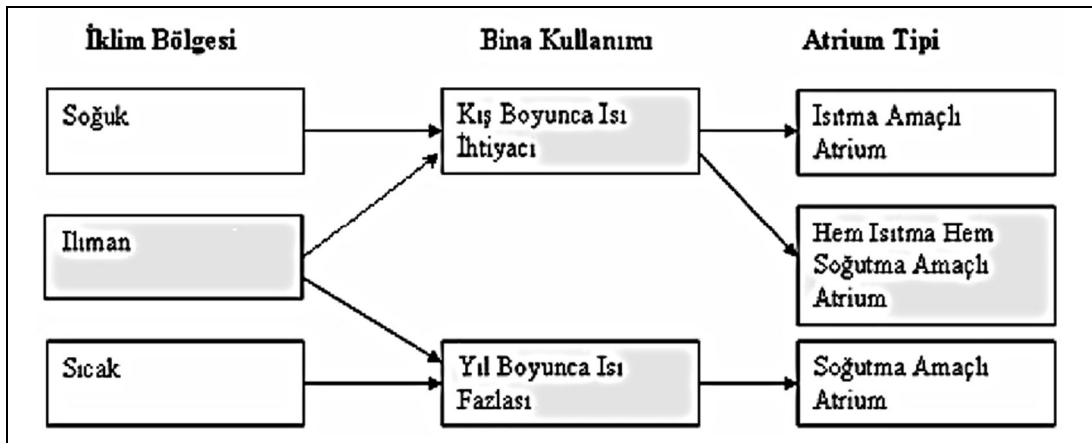 İklim Bölgesi
Bina Kullanımı
Atrium Tipi
Soğuk
Kış Boyunca Isı
İhtiyacı
Isıtma Amaçlı
Atrium
Ilıman
Hem Isıtma Hem
Soğutma Amaçlı
Atrium
Sıcak
Yıl Boyunca Isı
Fazlası
Soğutma Amaçlı
Atrium